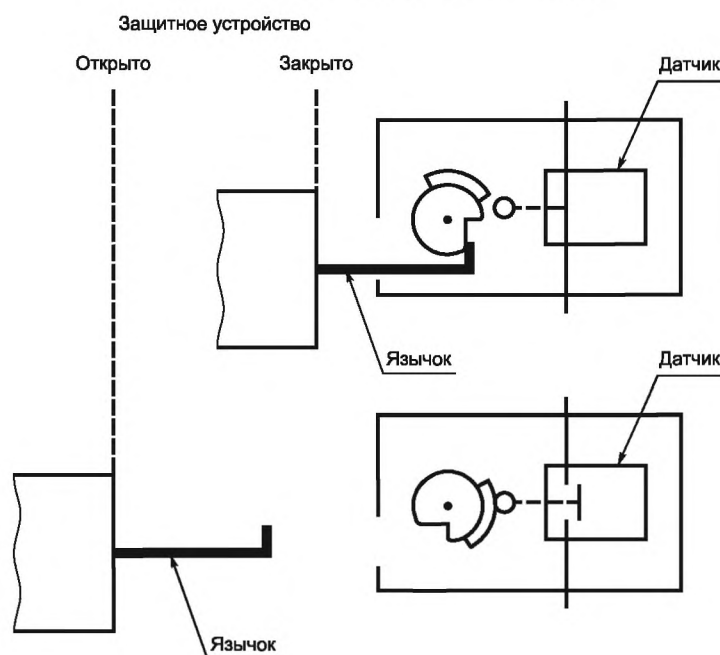 Защитное устройство
Открыто
Закрыто
Датчик
Язычок
Датчик
Язычок